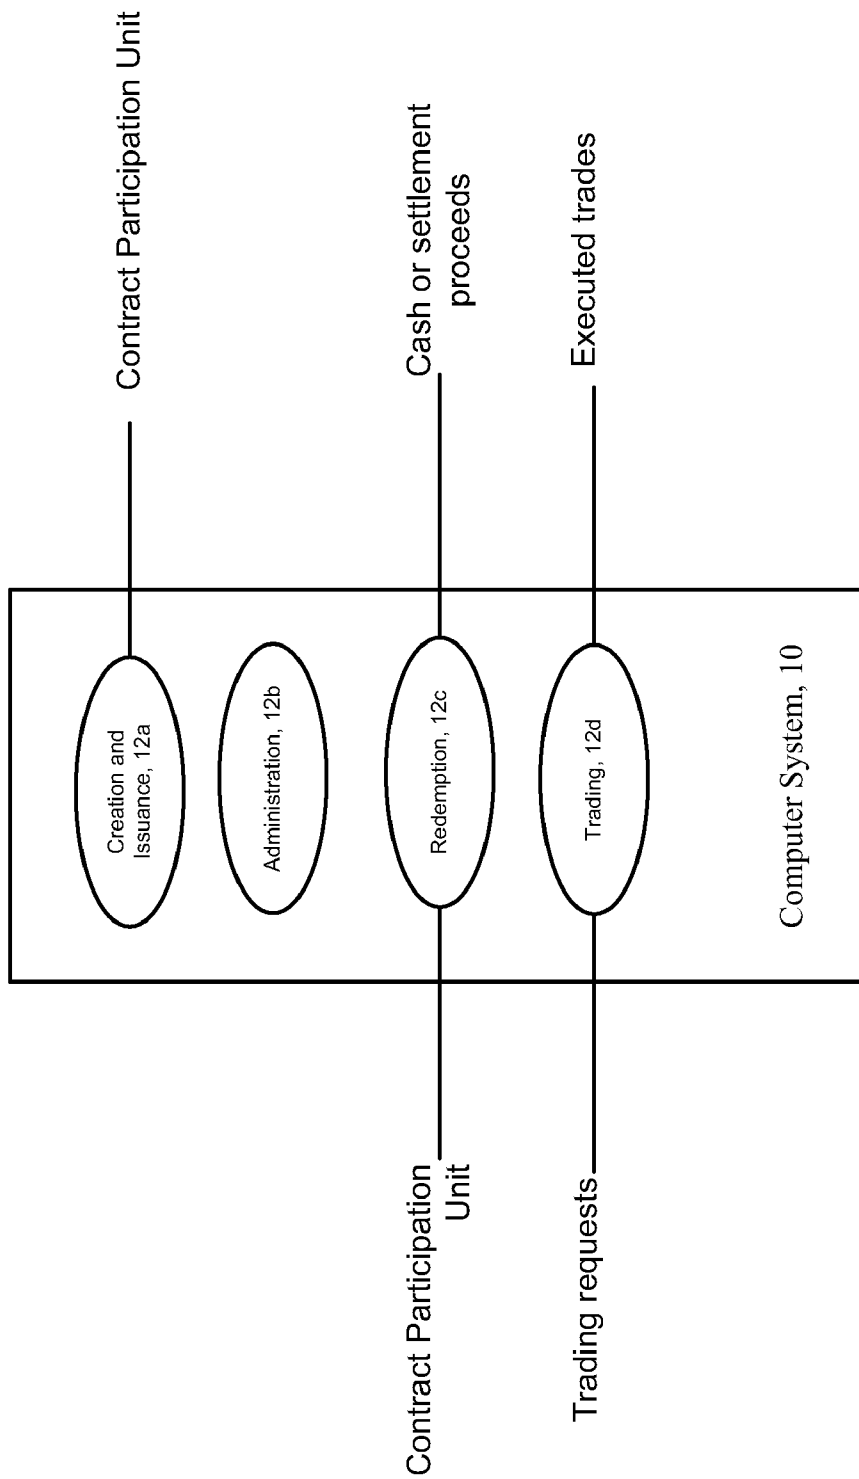 Contract Participation Unit
Creation and
Issuance, 12a
Administration, 12b
Contract Participation
Unit
Redemption, 12c
Cash or settlement
proceeds
Trading requests
Trading, 12d
Executed trades
Computer System, 10